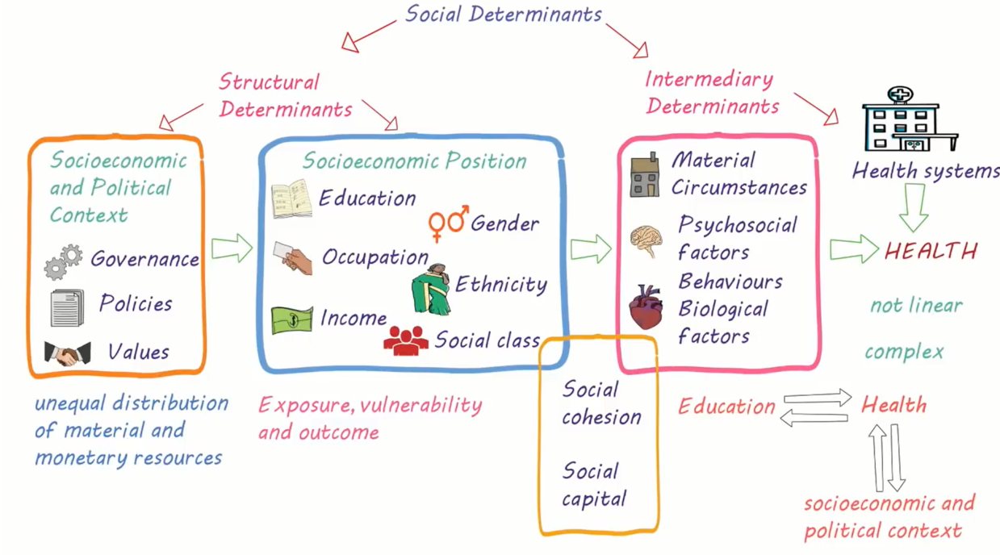 Social Determinants
Structural
Determinants
Intermediary
Determinants
Socioeconomic
and Political
Context
Governance
Policies
Values
Socioeconomic Position
Education
Gender
Occupation
Ethnicity
Income
Social class
Material
Circumstances
Psychosocial
factors
Behaviours
Biological
factors
Health systems
HEALTH
not linear
complex
unequal distribution
of material and
monetary resources
Exposure, vulnerability
and outcome
Social
cohesion
Social
capital
Education
Health
socioeconomic and
political context